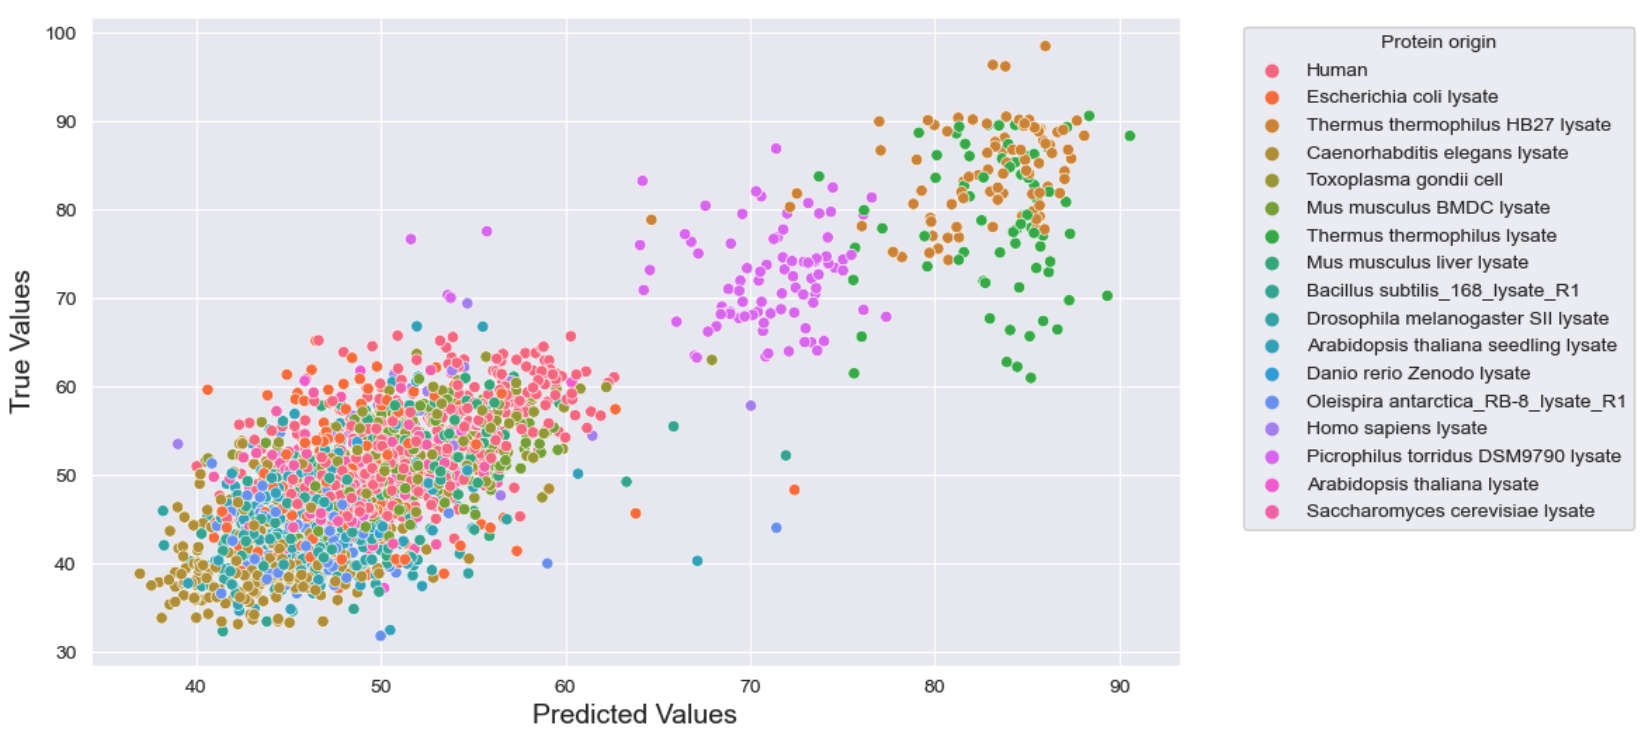 100
90
80
70
60
50
40
30
True Values
40
50
60
70
80
90
Predicted Values
Protein origin
Human
Escherichia coli lysate
Thermus thermophilus HB27 lysate
Caenorhabditis elegans lysate
Toxoplasma gondii cell
Mus musculus BMDC lysate
Thermus thermophilus lysate
Mus musculus liver lysate
Bacillus subtilis_168_lysate_R1
Drosophila melanogaster SII lysate
Arabidopsis thaliana seedling lysate
Danio rerio Zenodo lysate
Oleispira antarctica_RB-8_lysate_R1
Homo sapiens lysate
Picrophilus torridus DSM9790 lysate
Arabidopsis thaliana lysate
Saccharomyces cerevisiae lysate